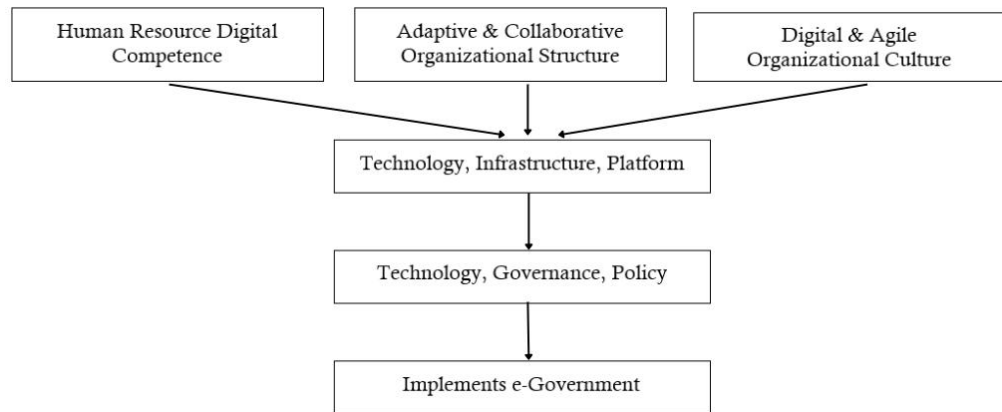 Human Resource Digital
Competence
Adaptive & Collaborative
Organizational Structure
Digital & Agile
Organizational Culture
Technology, Infrastructure, Platform
Technology, Governance, Policy
Implements e-Government